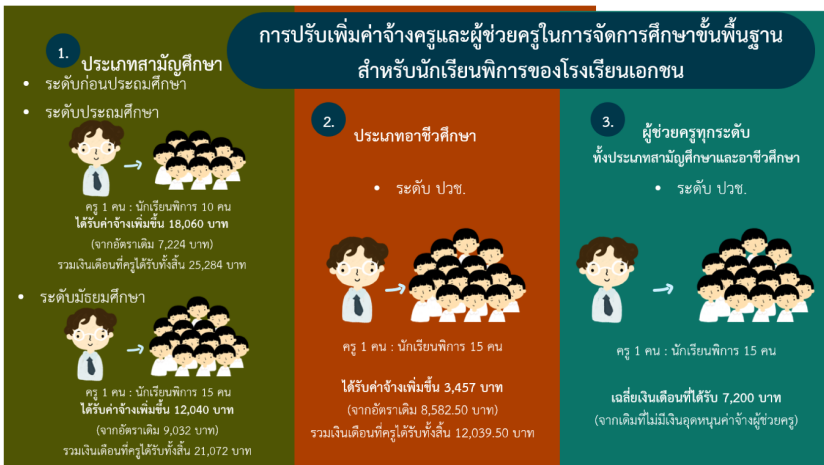 การปรับเพิ่มค่าจ้างครูและผู้ช่วยครูในการจัดการศึกษาขั้นพื้นฐาน
สำหรับนักเรียนพิการของโรงเรียนเอกชน
1.
ประเภทสามัญศึกษา
• ระดับก่อนประถมศึกษา
• ระดับประถมศึกษา
ครู 1 คน : นักเรียนพิการ 10 คน
ได้รับค่าจ้างเพิ่มขึ้น 18,060 บาท
(จากอัตราเดิม 7,224 บาท)
รวมเงินเดือนที่ครูได้รับทั้งสิ้น 25,284 บาท
• ระดับมัธยมศึกษา
ครู 1 คน : นักเรียนพิการ 15 คน
ได้รับค่าจ้างเพิ่มขึ้น 12,040 บาท
(จากอัตราเดิม 9,032 บาท)
รวมเงินเดือนที่ครูได้รับทั้งสิ้น 21,072 บาท
2.
ประเภทอาชีวศึกษา
• ระดับ ปวช.
ครู 1 คน : นักเรียนพิการ 15 คน
ได้รับค่าจ้างเพิ่มขึ้น 3,457 บาท
(จากอัตราเดิม 8,582.50 บาท)
รวมเงินเดือนที่ครูได้รับทั้งสิ้น 12,039.50 บาท
3.
ผู้ช่วยครูทุกระดับ
ทั้งประเภทสามัญศึกษาและอาชีวศึกษา
• ระดับ ปวช.
ครู 1 คน : นักเรียนพิการ 15 คน
เฉลี่ยเงินเดือนที่ได้รับ 7,200 บาท
(จากเดิมที่ไม่มีเงินอุดหนุนค่าจ้างผู้ช่วยครู)